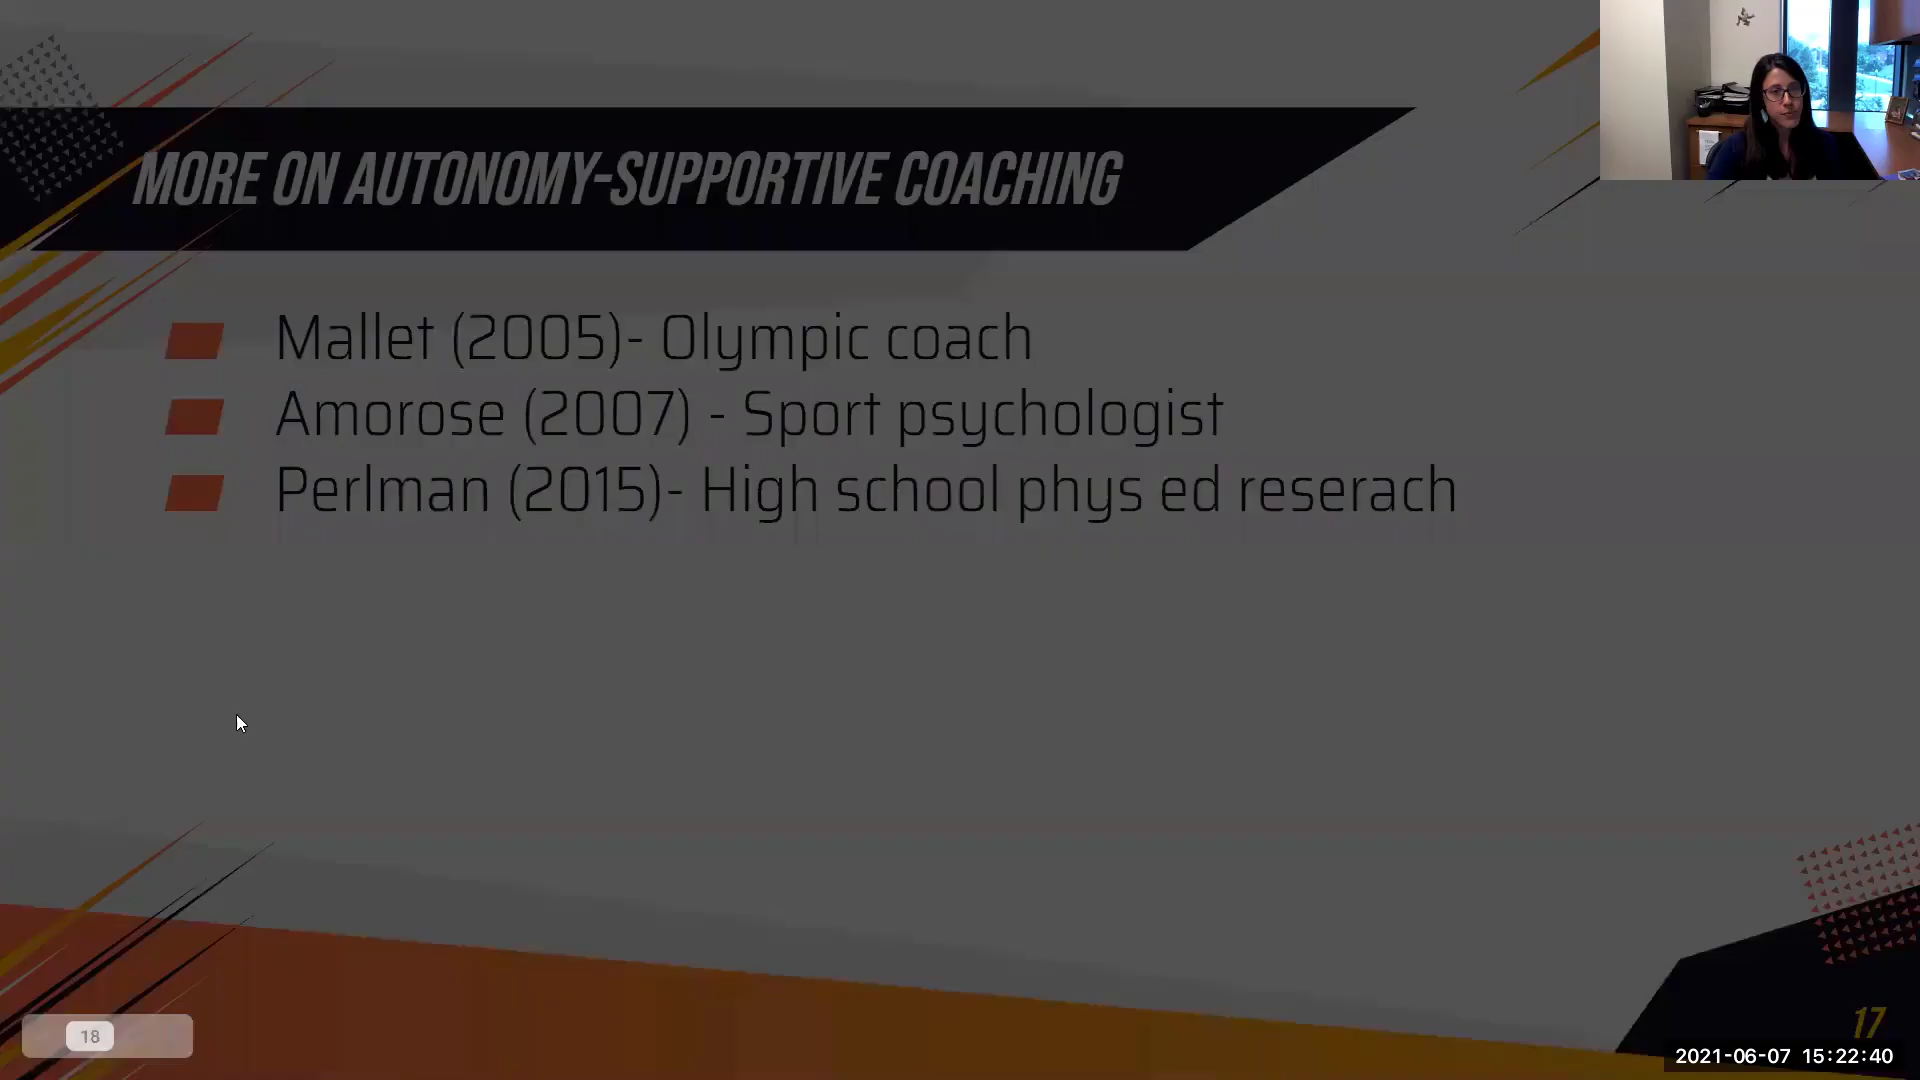 MORE ON AUTONOMY-SUPPORTIVE COACHING
Mallet (2005)- Olympic coach
Amorose (2007) - Sport psychologist
Perlman (2015)- High school phys ed reserach
18
17
2021-06-07 15:22:40